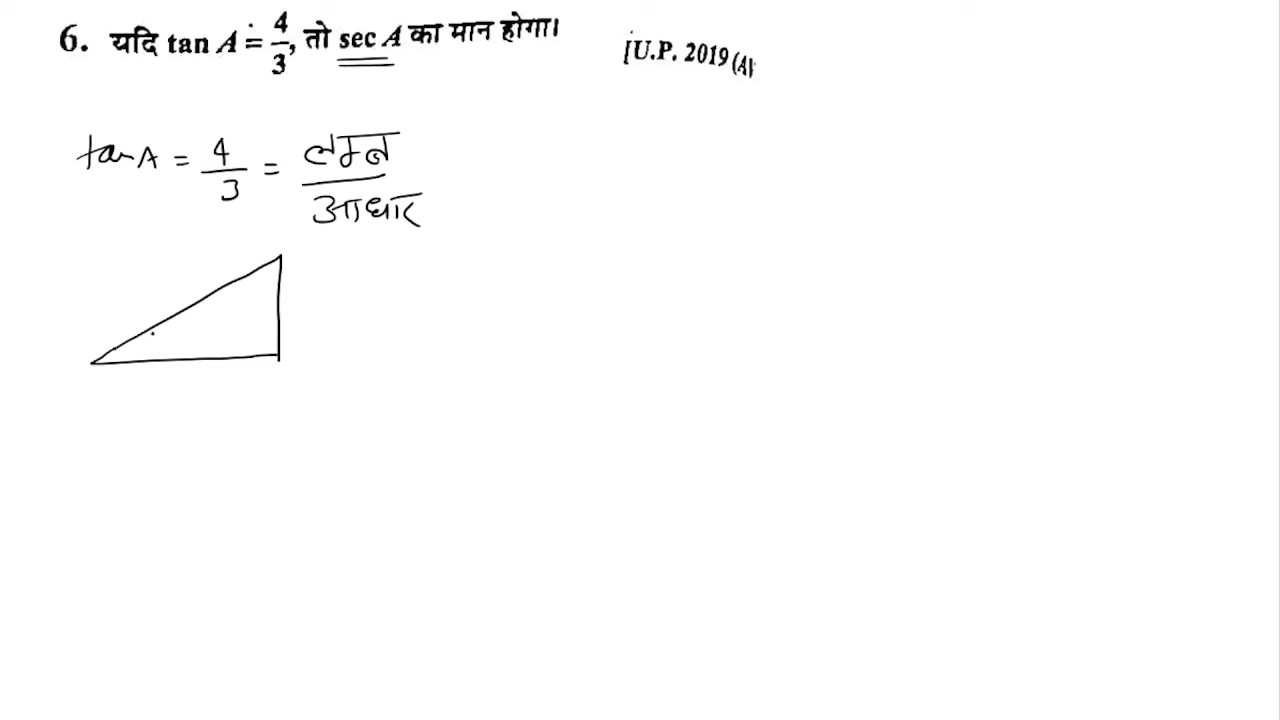 6. यदि tan A = 4/3, तो sec A का मान होगा।
[U.P. 2019 (A)]
tan A = 4/3 = लम्ब/आधार